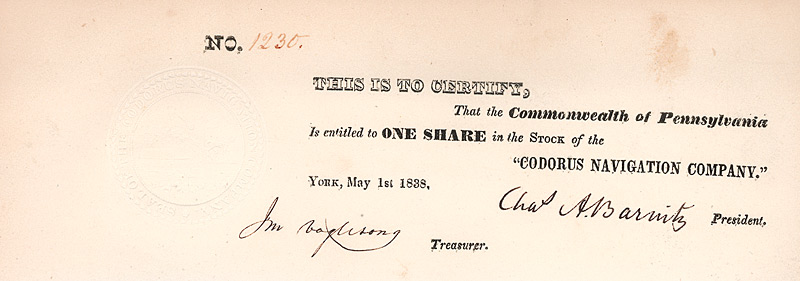 NO. 1230.
THIS IS TO CERTIFY,
That the Commonwealth of Pennsylvania
Is entitled to ONE SHARE in the STOCK of the
"CODORUS NAVIGATION COMPANY."
YORK, May 1st 1838.
Chas A. Barnitz President.
Treasurer.